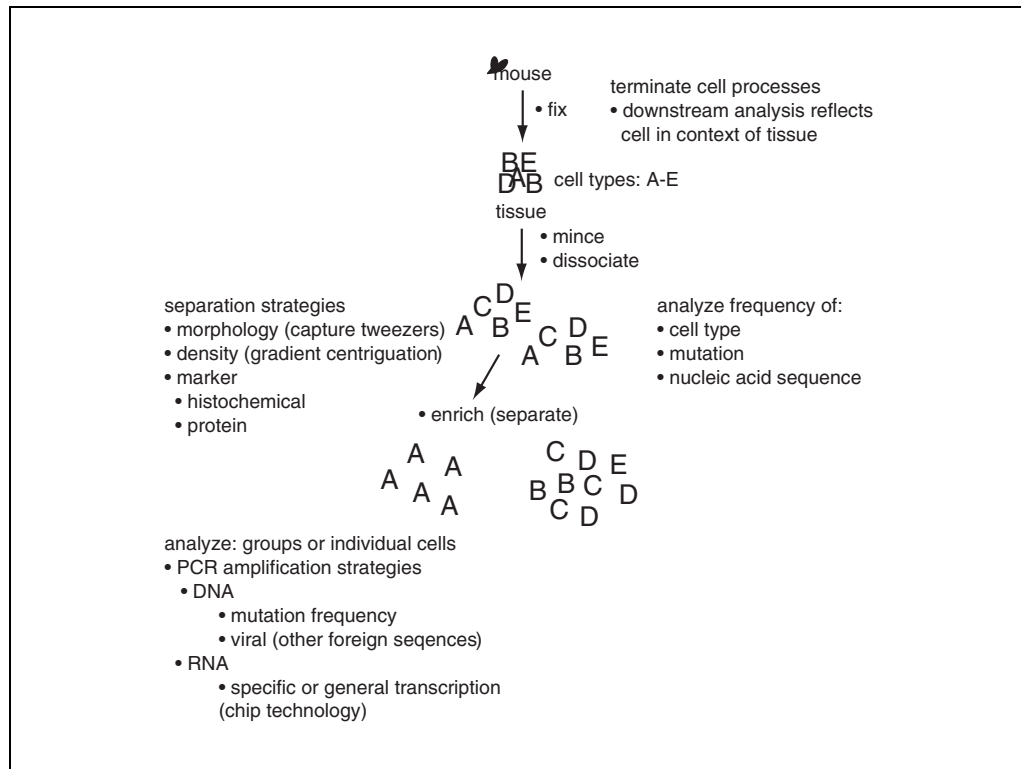 mouse
• fix
terminate cell processes
• downstream analysis reflects
cell in context of tissue
B E
A
D B
cell types: A-E
tissue
• mince
• dissociate
separation strategies
• morphology (capture tweezers)
• density (gradient centriguation)
• marker
• histochemical
• protein
A C D
B E
A C D
B E
analyze frequency of:
• cell type
• mutation
• nucleic acid sequence
• enrich (separate)
A
A A
A
A
C D E
B B C D
C D
analyze: groups or individual cells
• PCR amplification strategies
• DNA
• mutation frequency
• viral (other foreign seqences)
• RNA
• specific or general transcription
(chip technology)